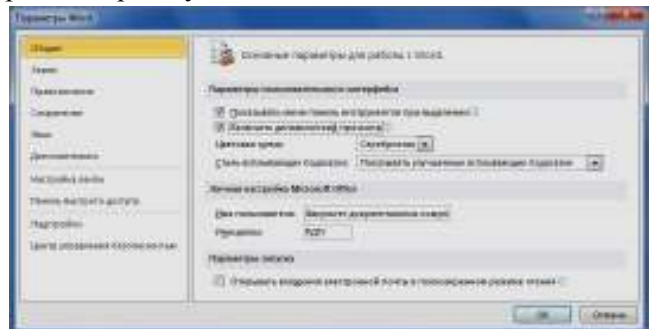 Параметры Word
Общие
Экран
Правописание
Сохранение
Язык
Дополнительно
Настройка ленты
Панель быстрого доступа
Надстройки
Центр управления безопасностью
Основные параметры для работы с Word.
Параметры пользовательского интерфейса
Показывать мини-панель инструментов при выделении
Включить динамический просмотр
Цветовая схема: Серебристая
Стиль всплывающих подсказок: Показывать улучшенные всплывающие подсказки
Личная настройка Microsoft Office
Имя пользователя:
Инициалы:
Параметры запуска
Открывать вложения электронной почты в полноэкранном режиме чтения
ОК Отмена